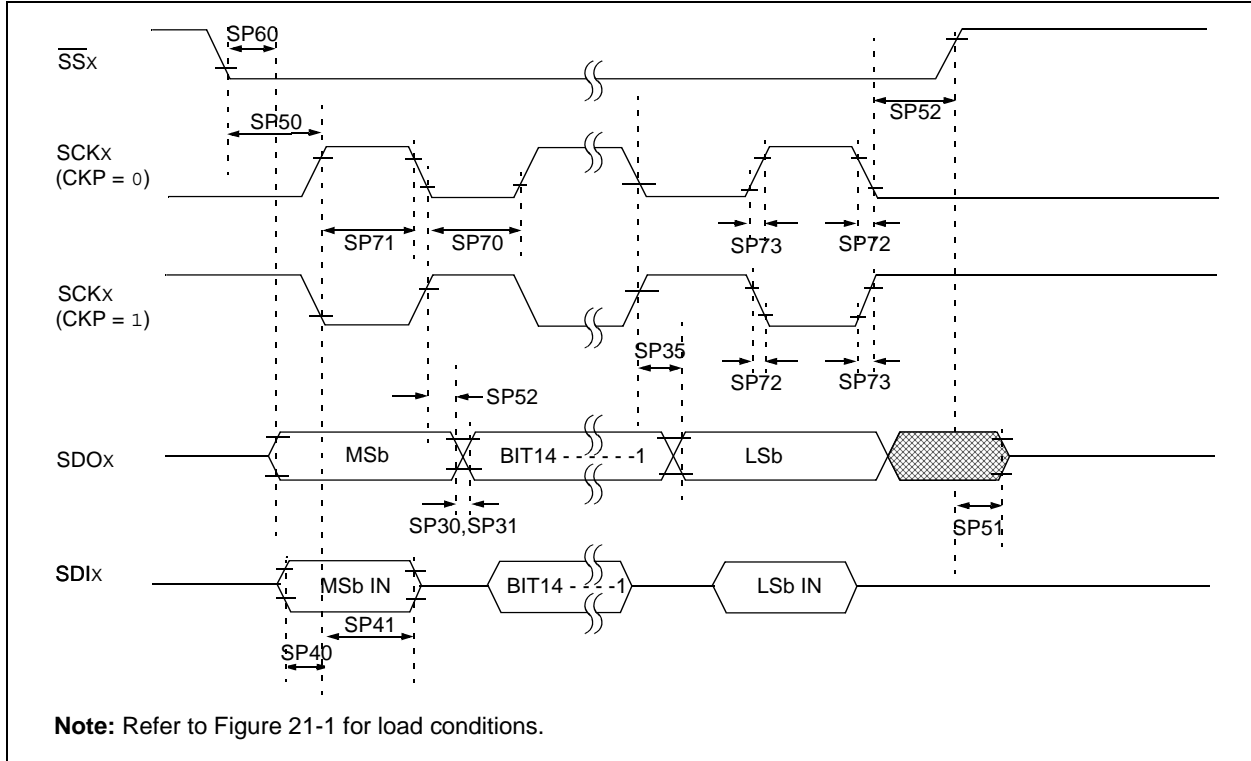 SP60
SSX
SP50
SP52
SCKX
(CKP = 0)
SP71
SP70
SP73
SP72
SCKX
(CKP = 1)
SP35
SP72
SP73
SP52
SDOX
MSb
BIT14 - - - - - -1
LSb
SP30,SP31
SP51
SDIX
MSb IN
BIT14 - - - -1
LSb IN
SP41
SP40
Note: Refer to Figure 21-1 for load conditions.